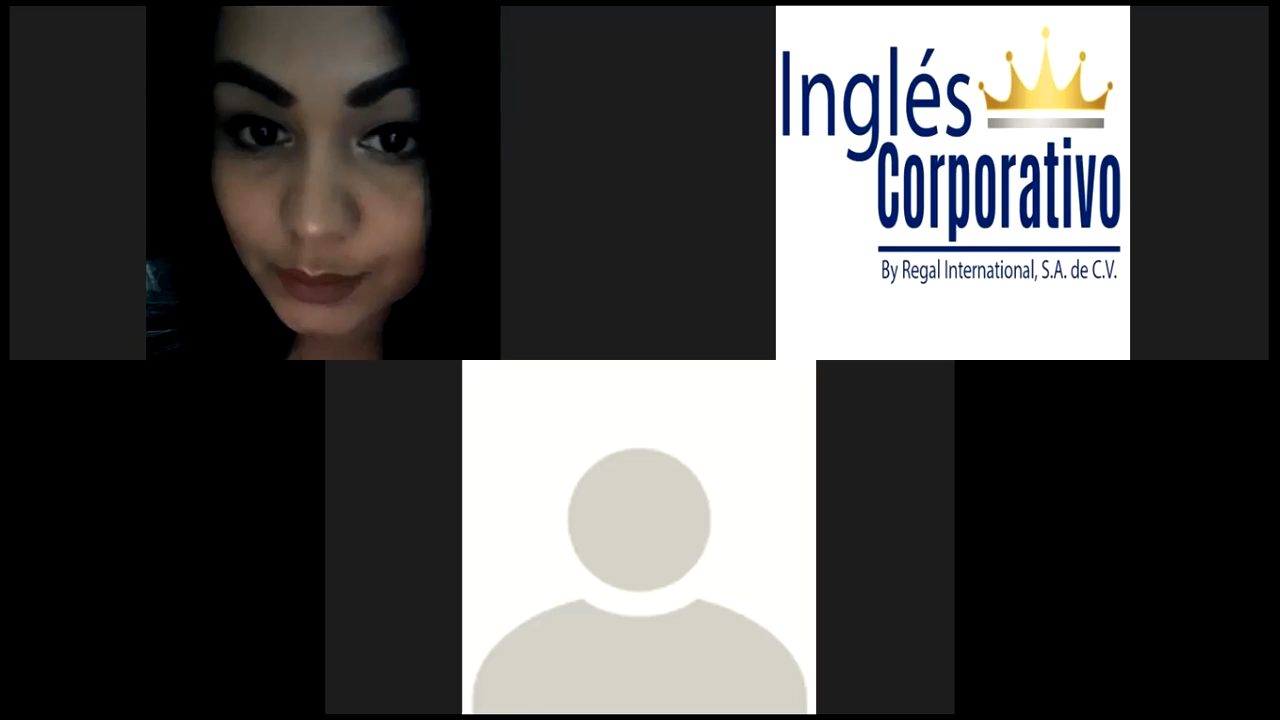 Inglés
Corporativo
By Regal International, S.A. de C.V.